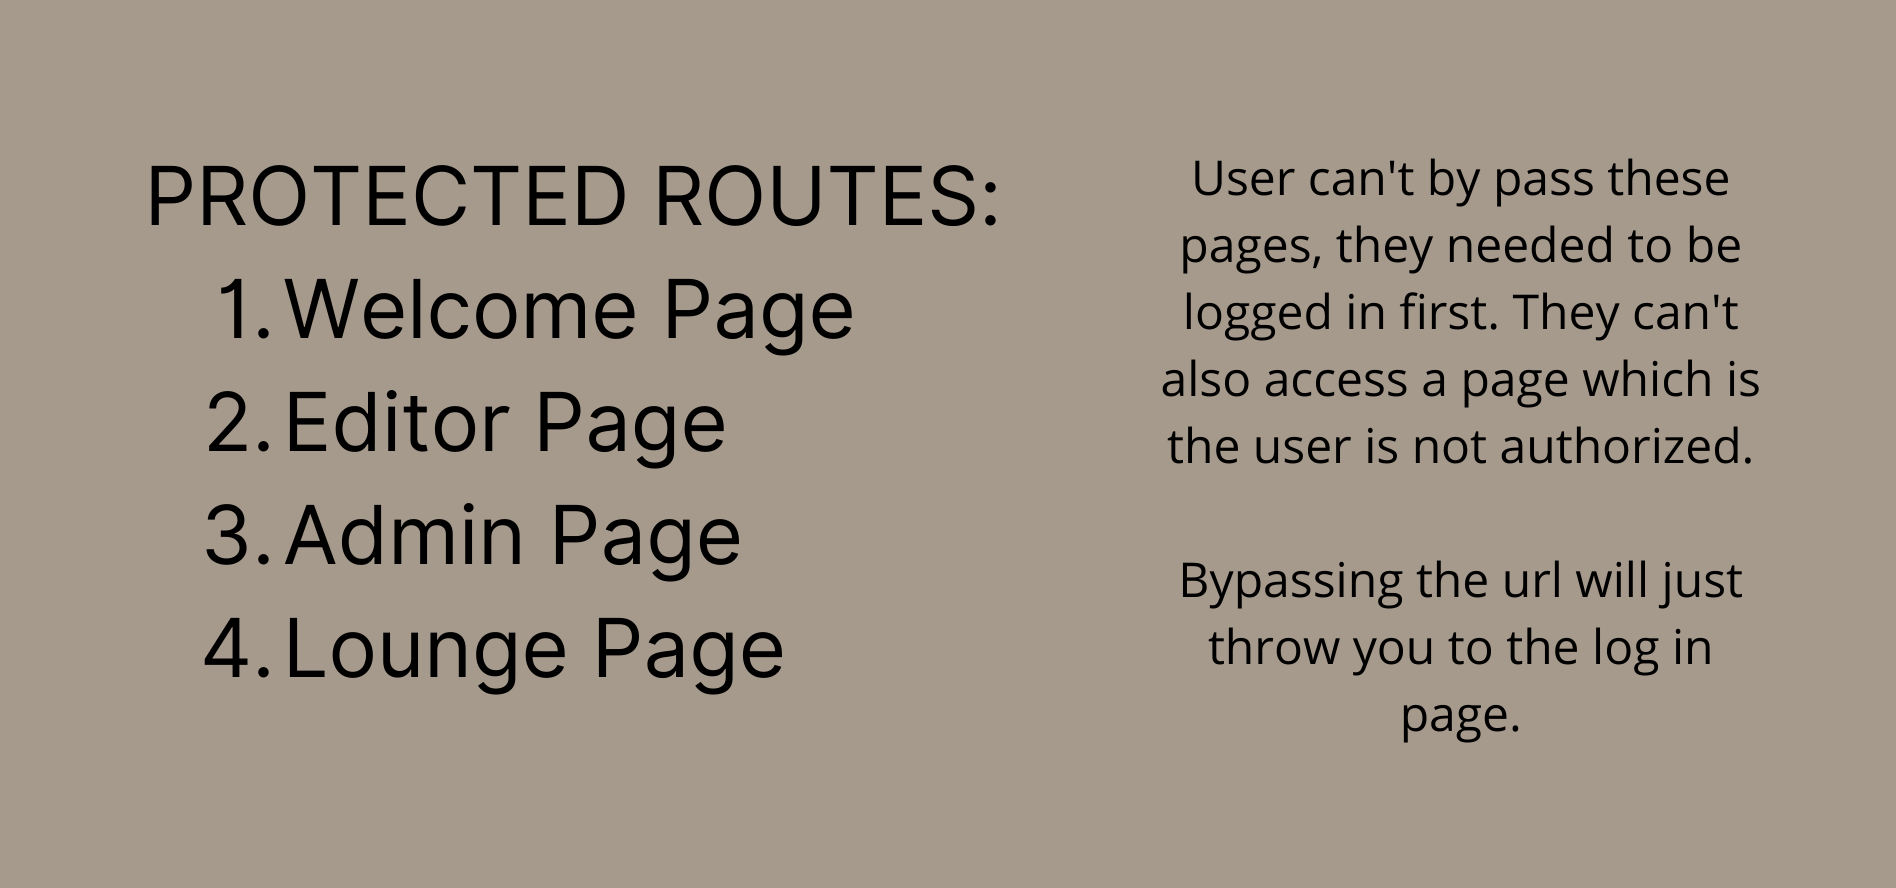 PROTECTED ROUTES:
1. Welcome Page
2. Editor Page
3. Admin Page
4. Lounge Page
User can't by pass these
pages, they needed to be
logged in first. They can't
also access a page which is
the user is not authorized.
Bypassing the url will just
throw you to the log in
page.